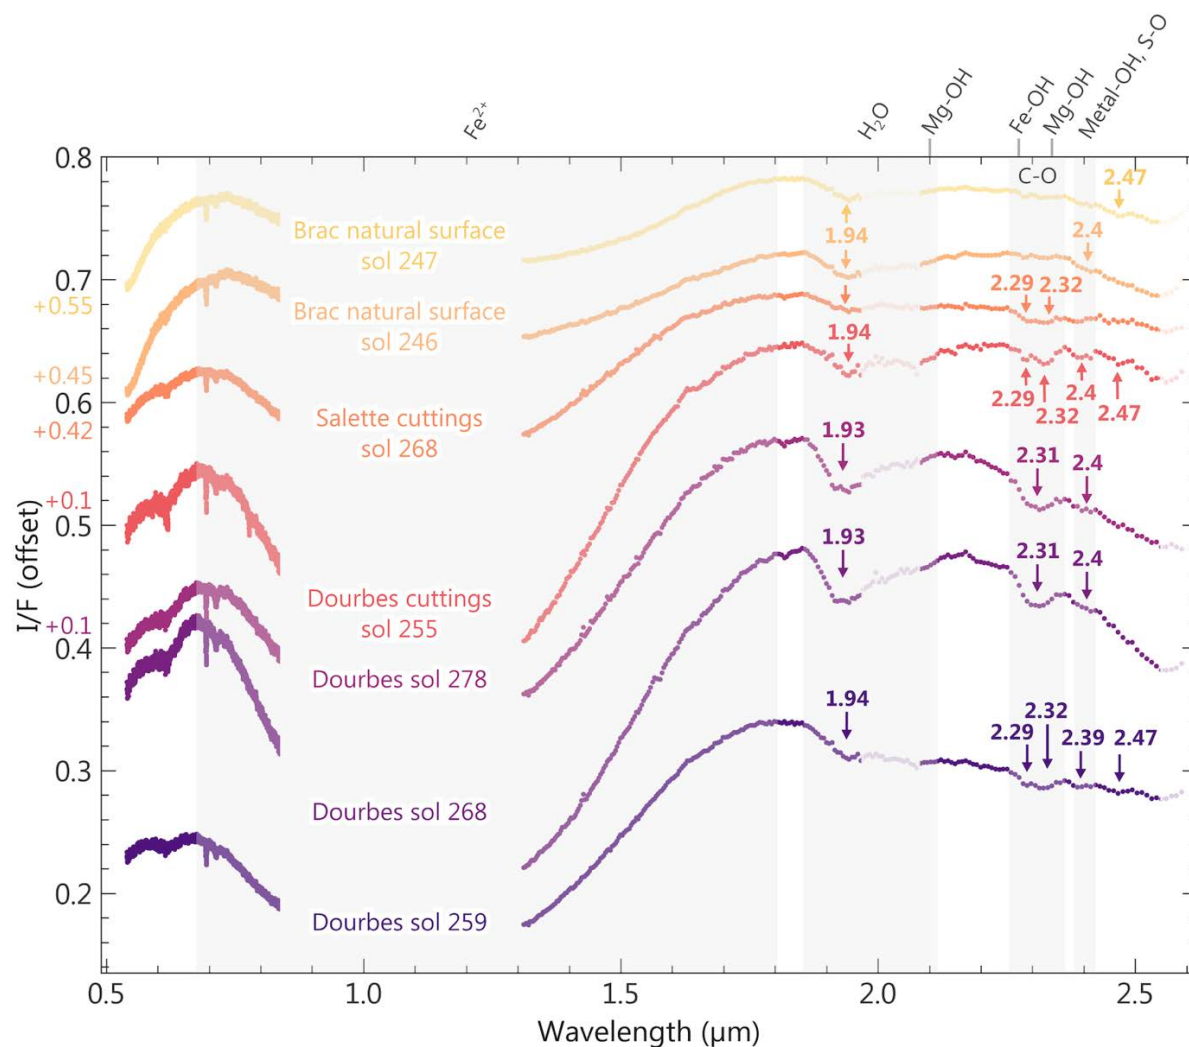 Fe²⁺
H₂O
Mg-OH
Fe-OH
Mg-OH
Metal-OH, S-O
C-O
0.8
0.7
0.6
0.5
0.4
0.3
0.2
+0.55
+0.45
+0.42
+0.1
+0.1
I/F (offset)
Brac natural surface
sol 247
Brac natural surface
sol 246
Salette cuttings
sol 268
Dourbes cuttings
sol 255
Dourbes sol 278
Dourbes sol 268
Dourbes sol 259
2.47
1.94
2.4
2.29 2.32
1.94
2.29 2.32 2.4 2.47
1.93 2.31 2.4
1.93 2.31 2.4
1.94 2.29 2.32 2.39 2.47
0.5 1.0 1.5 2.0 2.5
Wavelength (µm)